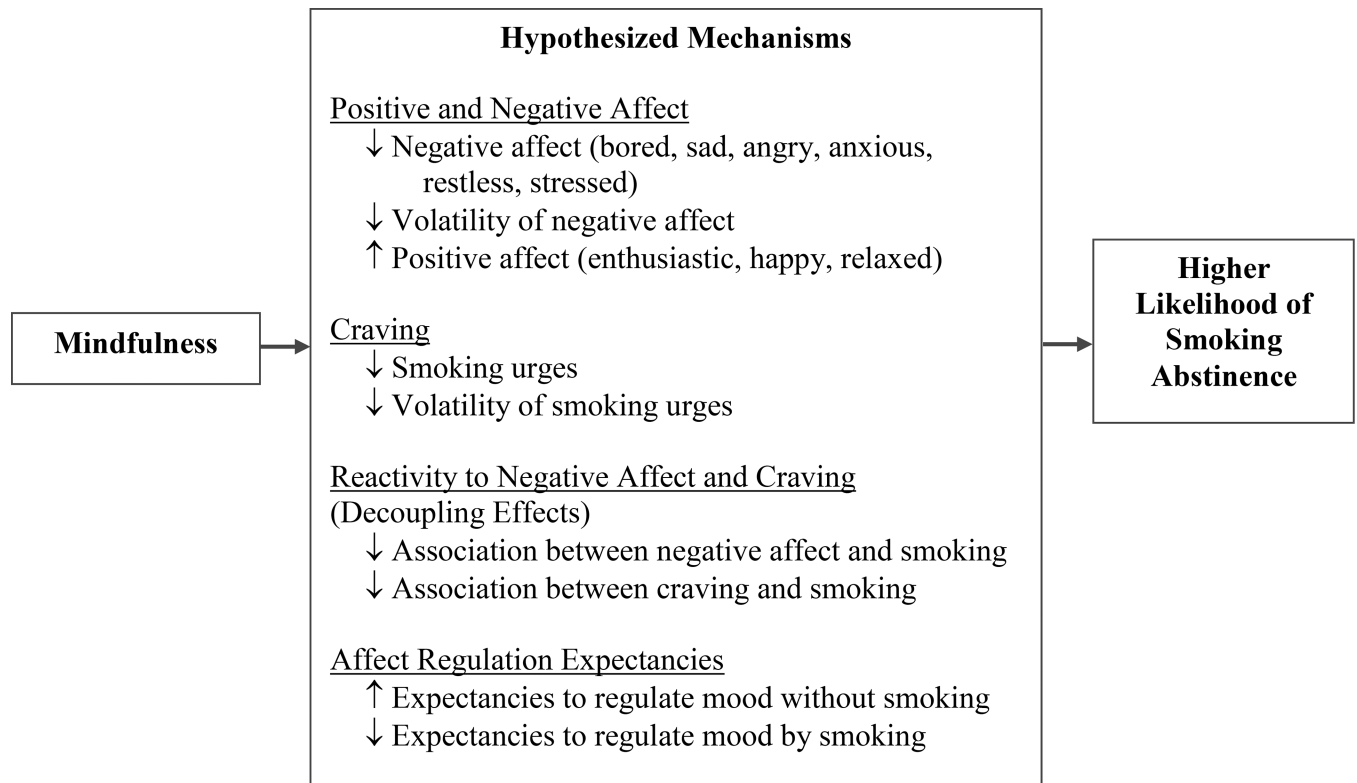 Hypothesized Mechanisms
Positive and Negative Affect
↓ Negative affect (bored, sad, angry, anxious,
restless, stressed)
↓ Volatility of negative affect
↑ Positive affect (enthusiastic, happy, relaxed)
Mindfulness
Craving
↓ Smoking urges
↓ Volatility of smoking urges
Reactivity to Negative Affect and Craving
(Decoupling Effects)
↓ Association between negative affect and smoking
↓ Association between craving and smoking
Affect Regulation Expectancies
↑ Expectancies to regulate mood without smoking
↓ Expectancies to regulate mood by smoking
Higher
Likelihood of
Smoking
Abstinence